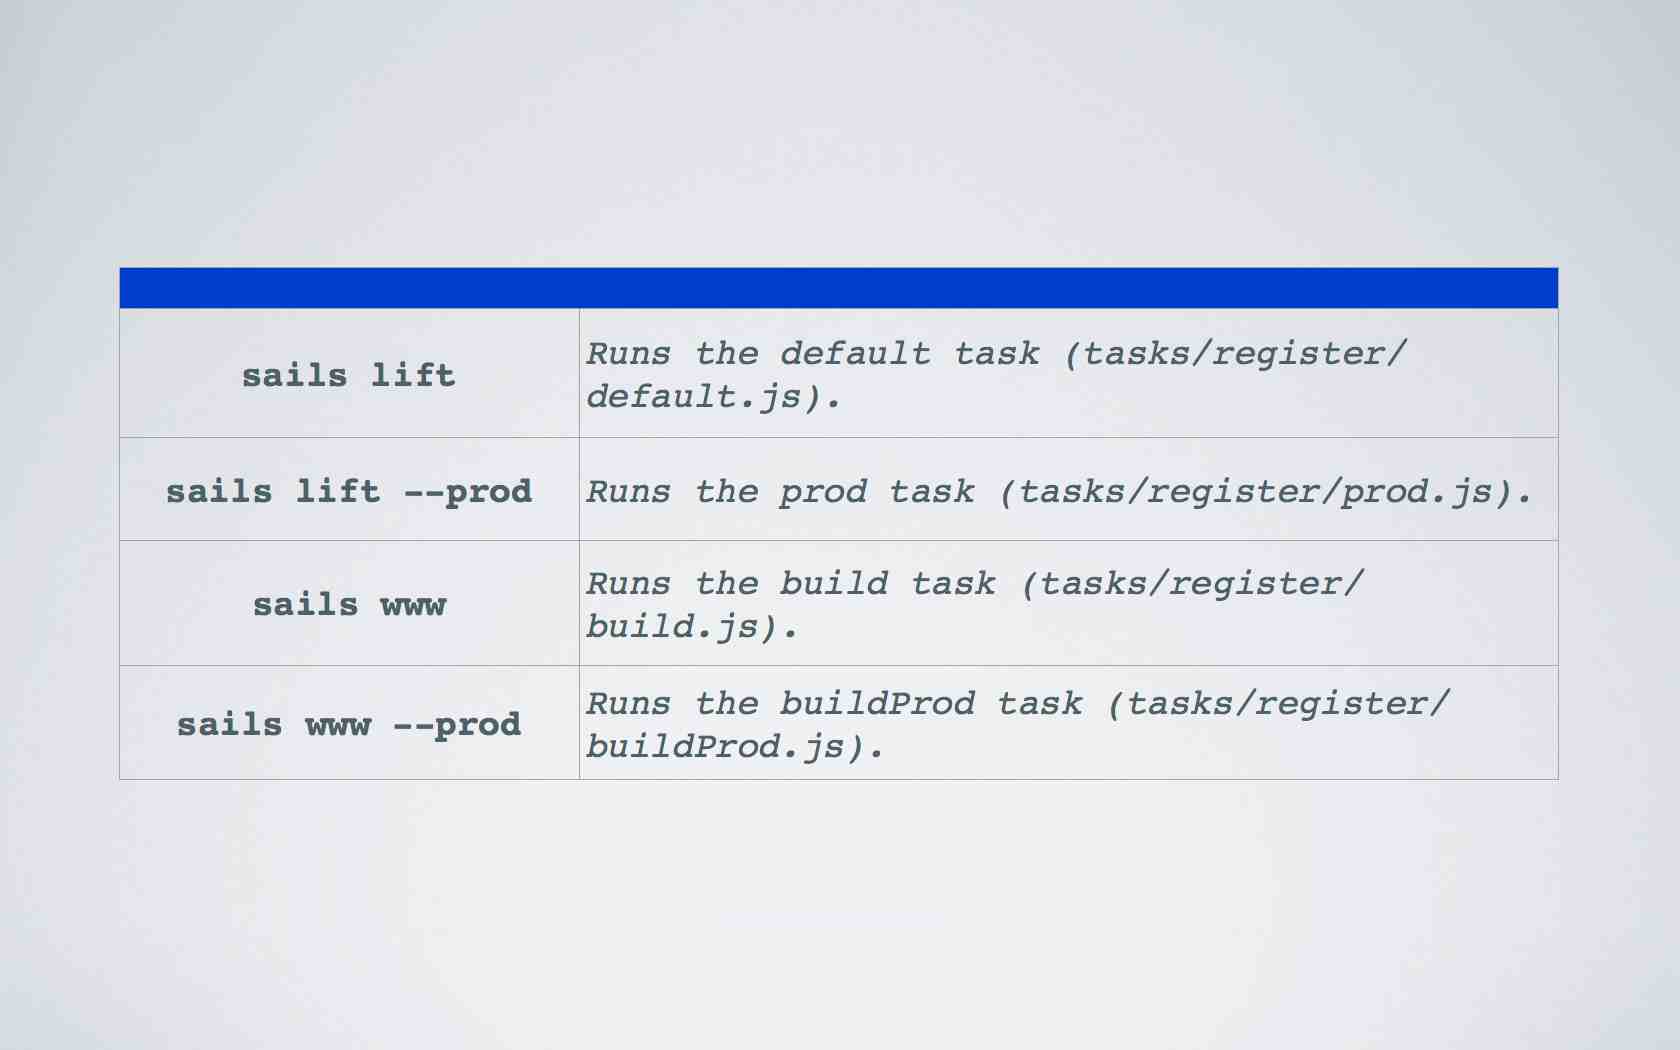 sails lift
Runs the default task (tasks/register/
default.js).
sails lift --prod
Runs the prod task (tasks/register/prod.js).
sails www
Runs the build task (tasks/register/
build.js).
sails www --prod
Runs the buildProd task (tasks/register/
buildProd.js).